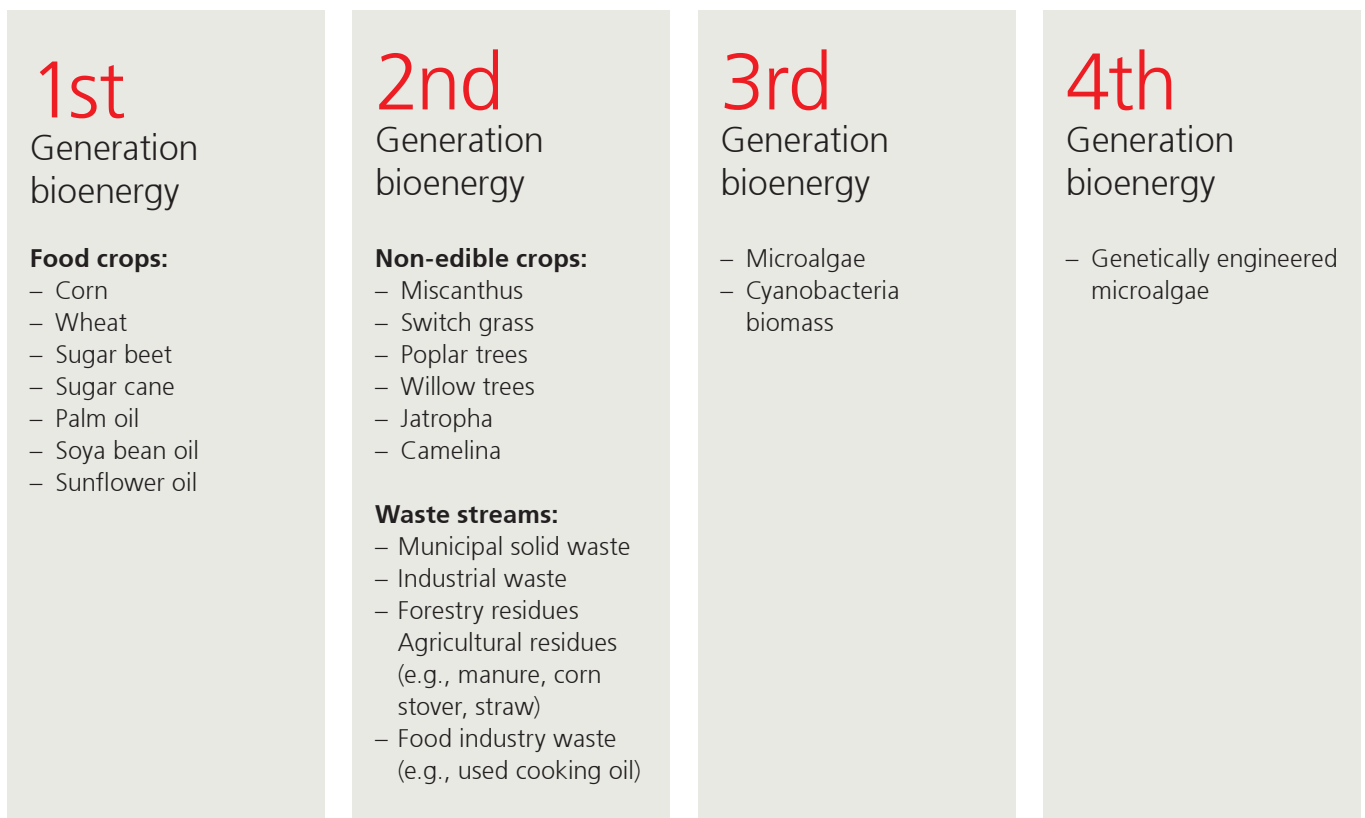 1st
Generation
bioenergy
Food crops:
– Corn
– Wheat
– Sugar beet
– Sugar cane
– Palm oil
– Soya bean oil
– Sunflower oil
2nd
Generation
bioenergy
Non-edible crops:
– Miscanthus
– Switch grass
– Poplar trees
– Willow trees
– Jatropha
– Camelina
Waste streams:
– Municipal solid waste
– Industrial waste
– Forestry residues
Agricultural residues
(e.g., manure, corn
stover, straw)
– Food industry waste
(e.g., used cooking oil)
3rd
Generation
bioenergy
– Microalgae
– Cyanobacteria
biomass
4th
Generation
bioenergy
– Genetically engineered
microalgae